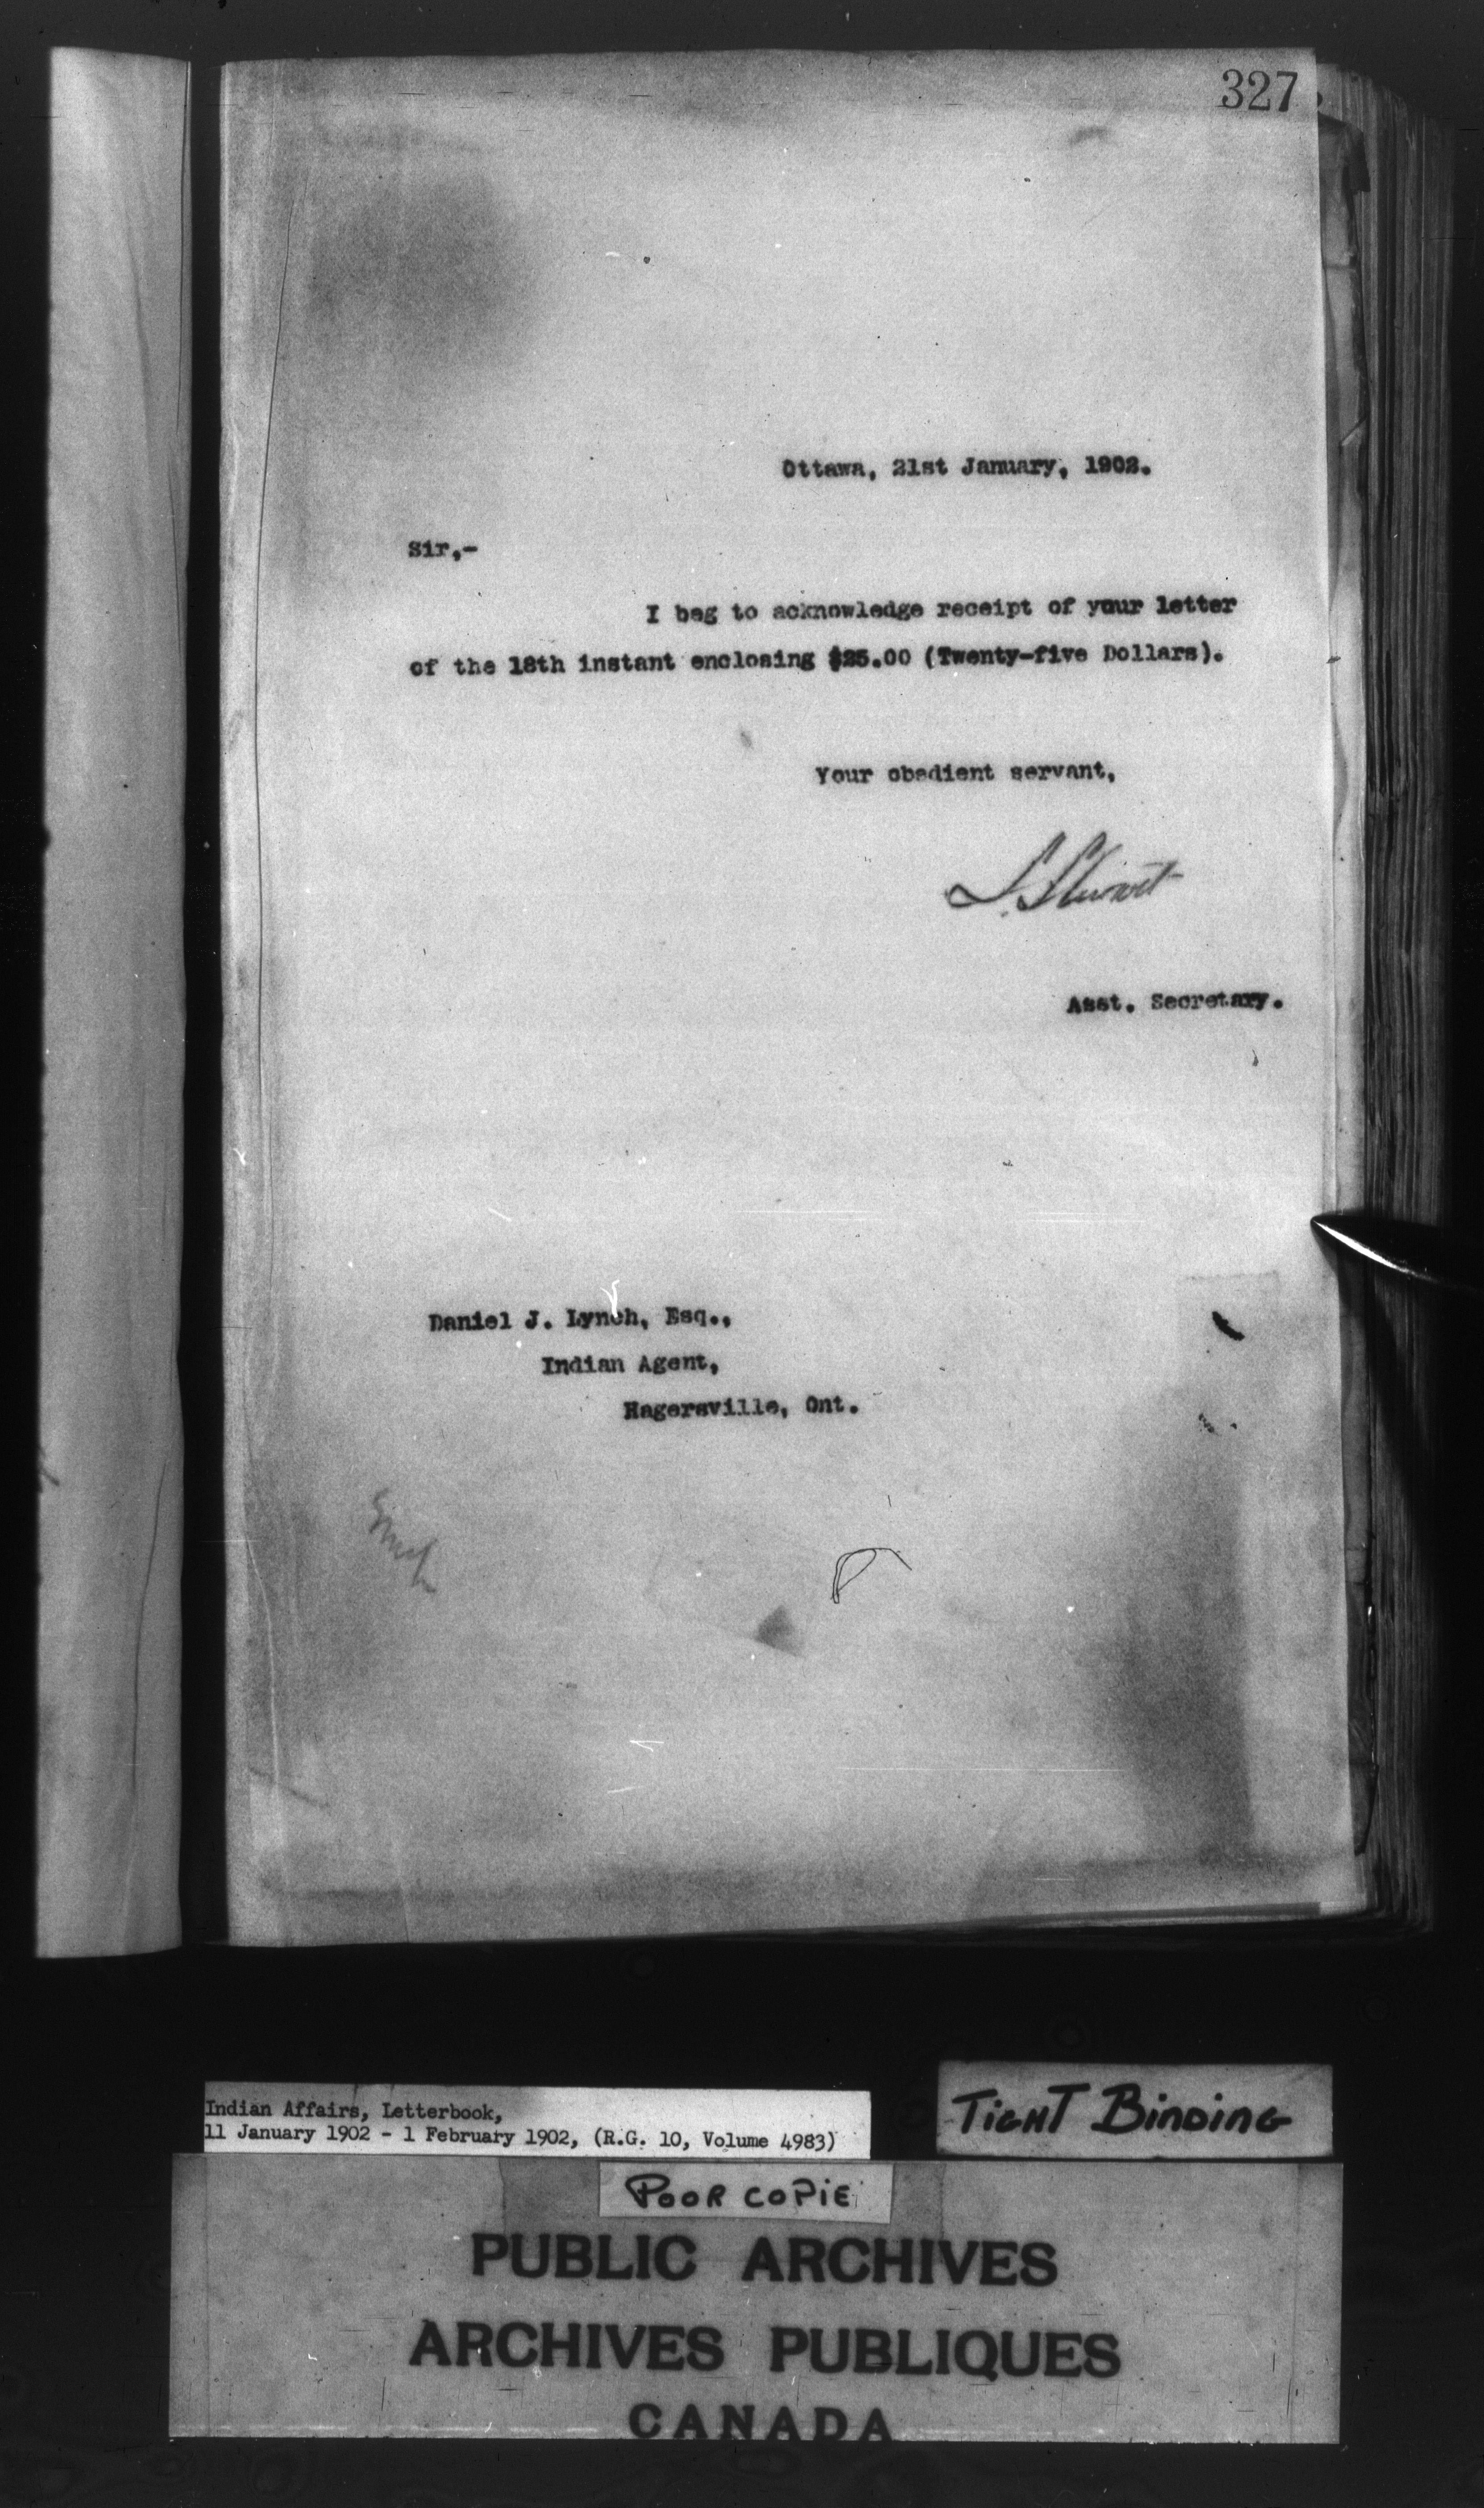 327
Ottawa, 21st January, 1902.
Sir,-
I beg to acknowledge receipt of your letter
of the 18th instant enclosing $25.00 (Twenty-five Dollars).
Your obedient servant,
S. Stewart
Asst. Secretary.
Daniel J. Lynch, Esq.,
Indian Agent,
Hagersville, Ont.
Indian Affairs, Letterbook,
11 January 1902 - 1 February 1902, (R.G. 10, Volume 4983)
TIGHT BINDING
POOR COPIE
PUBLIC ARCHIVES
ARCHIVES PUBLIQUES
CANADA